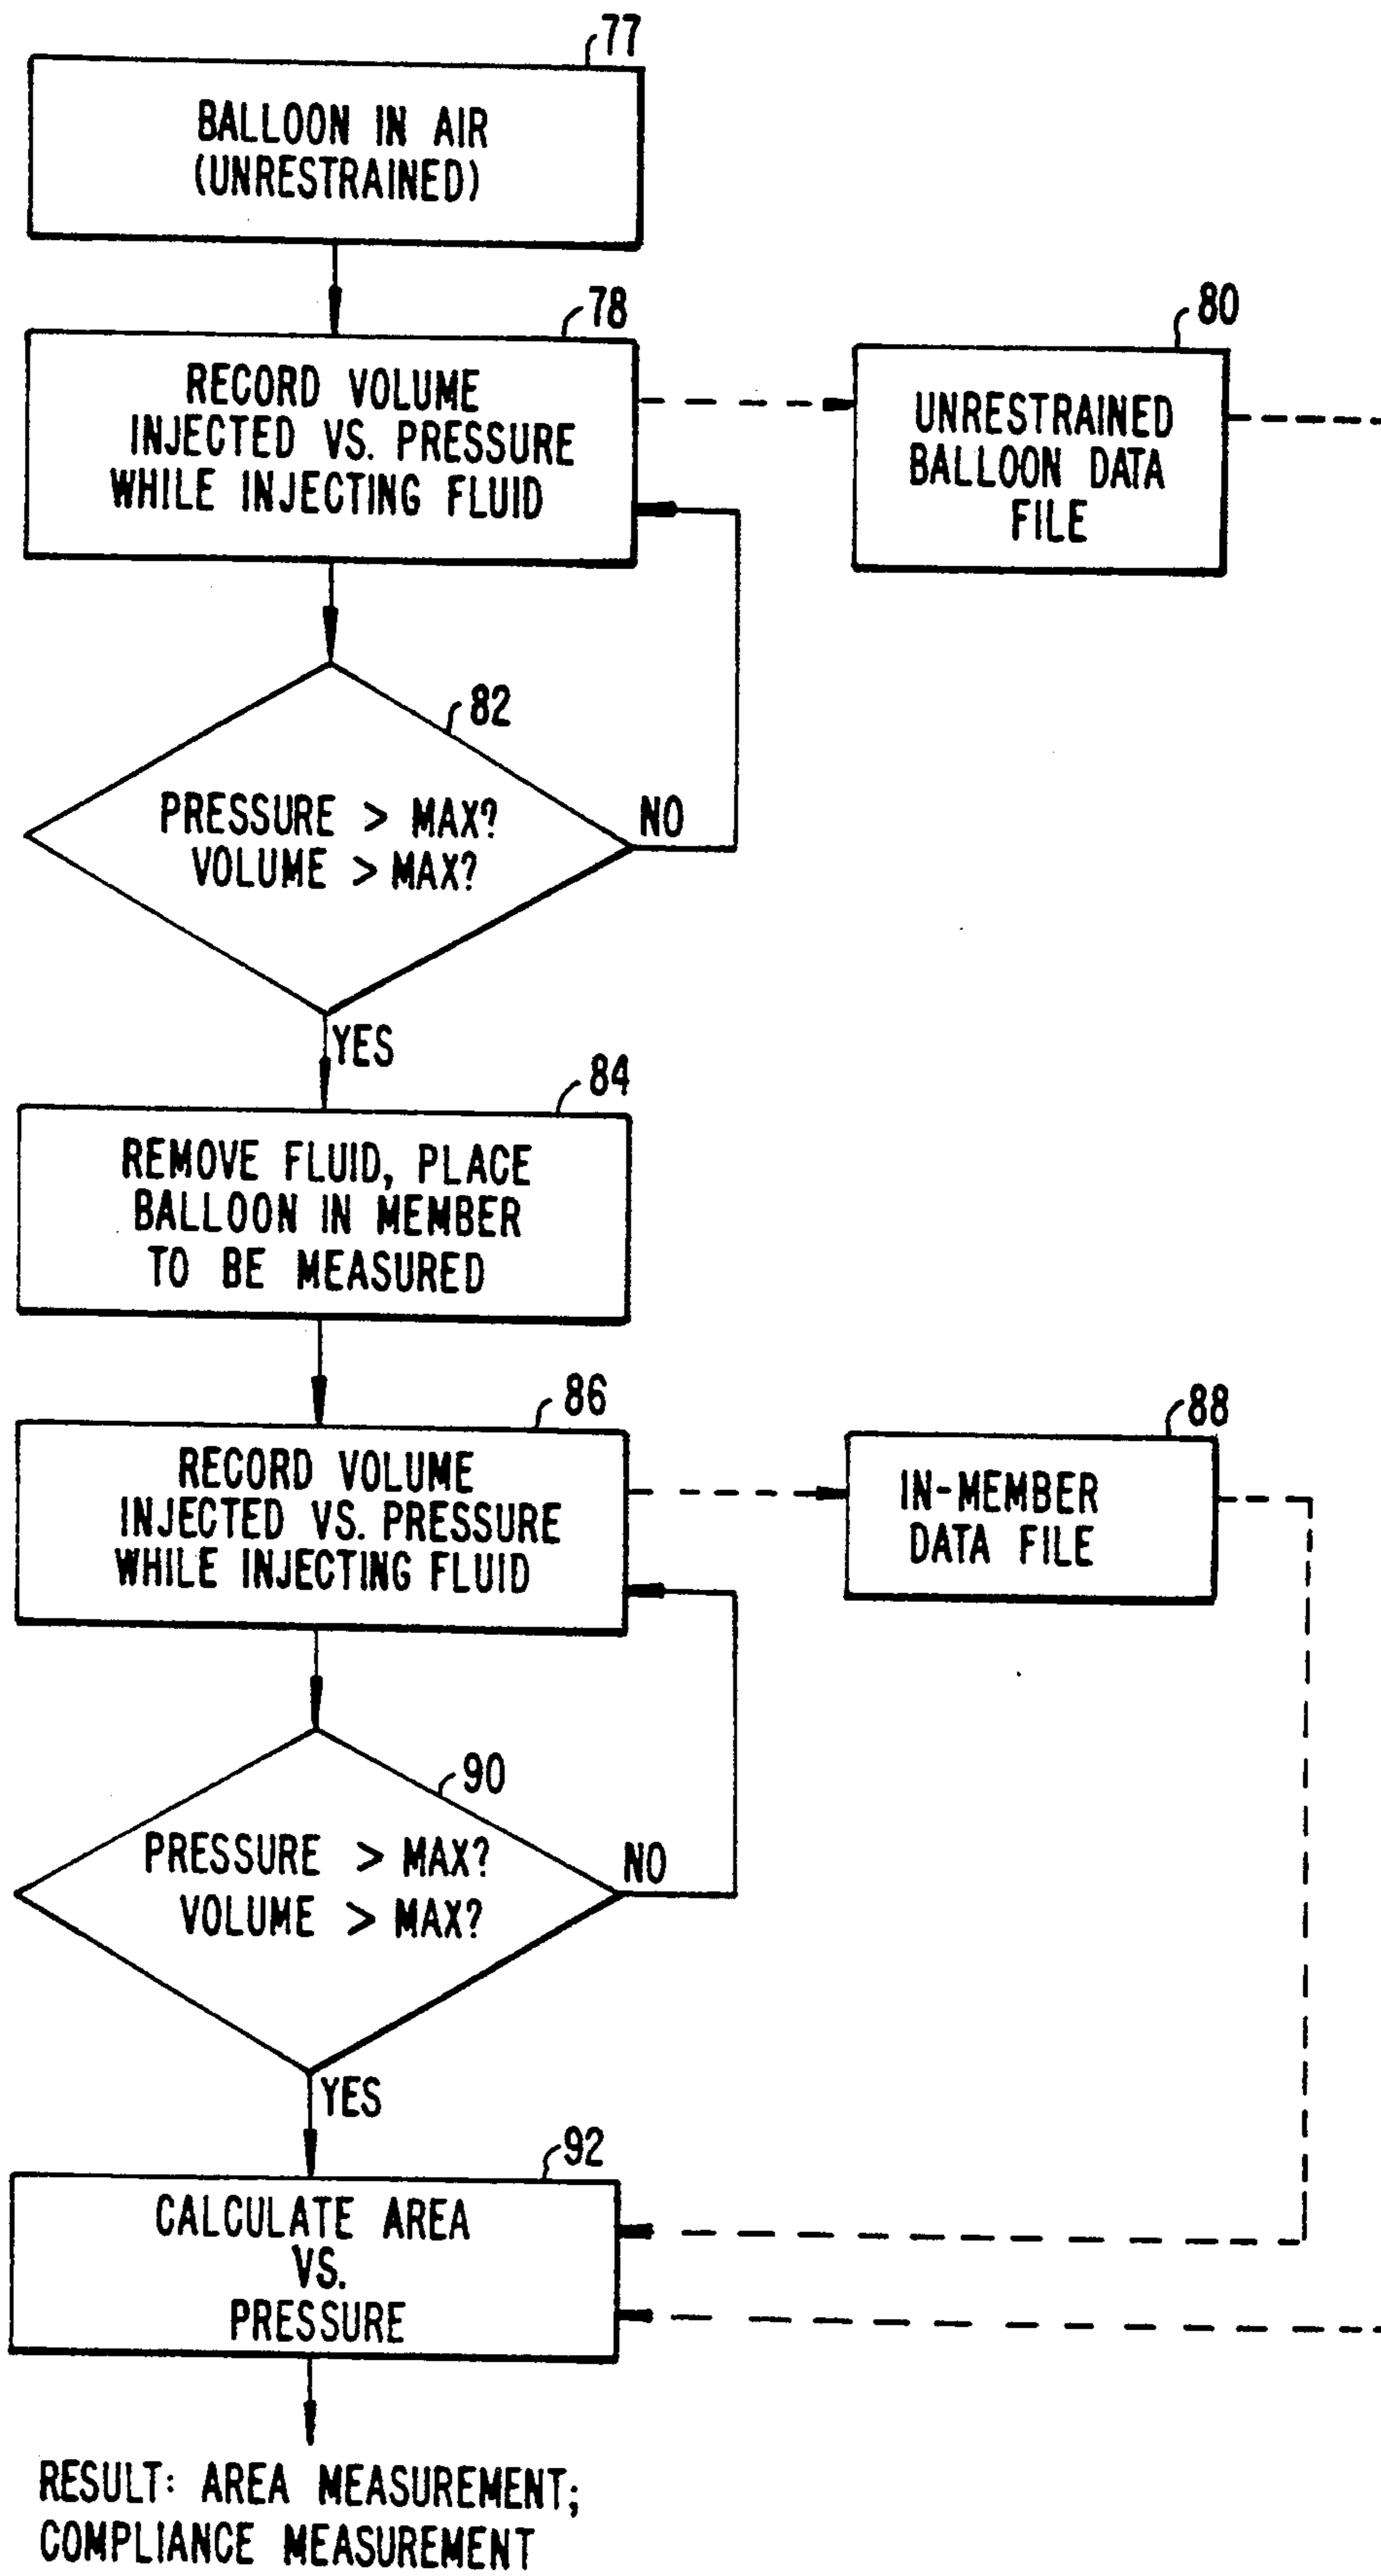 77
BALLOON IN AIR
(UNRESTRAINED)
78
RECORD VOLUME
INJECTED VS. PRESSURE
WHILE INJECTING FLUID
80
UNRESTRAINED
BALLOON DATA
FILE
82
PRESSURE > MAX?
VOLUME > MAX?
NO
YES
84
REMOVE FLUID, PLACE
BALLOON IN MEMBER
TO BE MEASURED
86
RECORD VOLUME
INJECTED VS. PRESSURE
WHILE INJECTING FLUID
88
IN-MEMBER
DATA FILE
90
PRESSURE > MAX?
VOLUME > MAX?
NO
YES
92
CALCULATE AREA
VS.
PRESSURE
RESULT: AREA MEASUREMENT;
COMPLIANCE MEASUREMENT